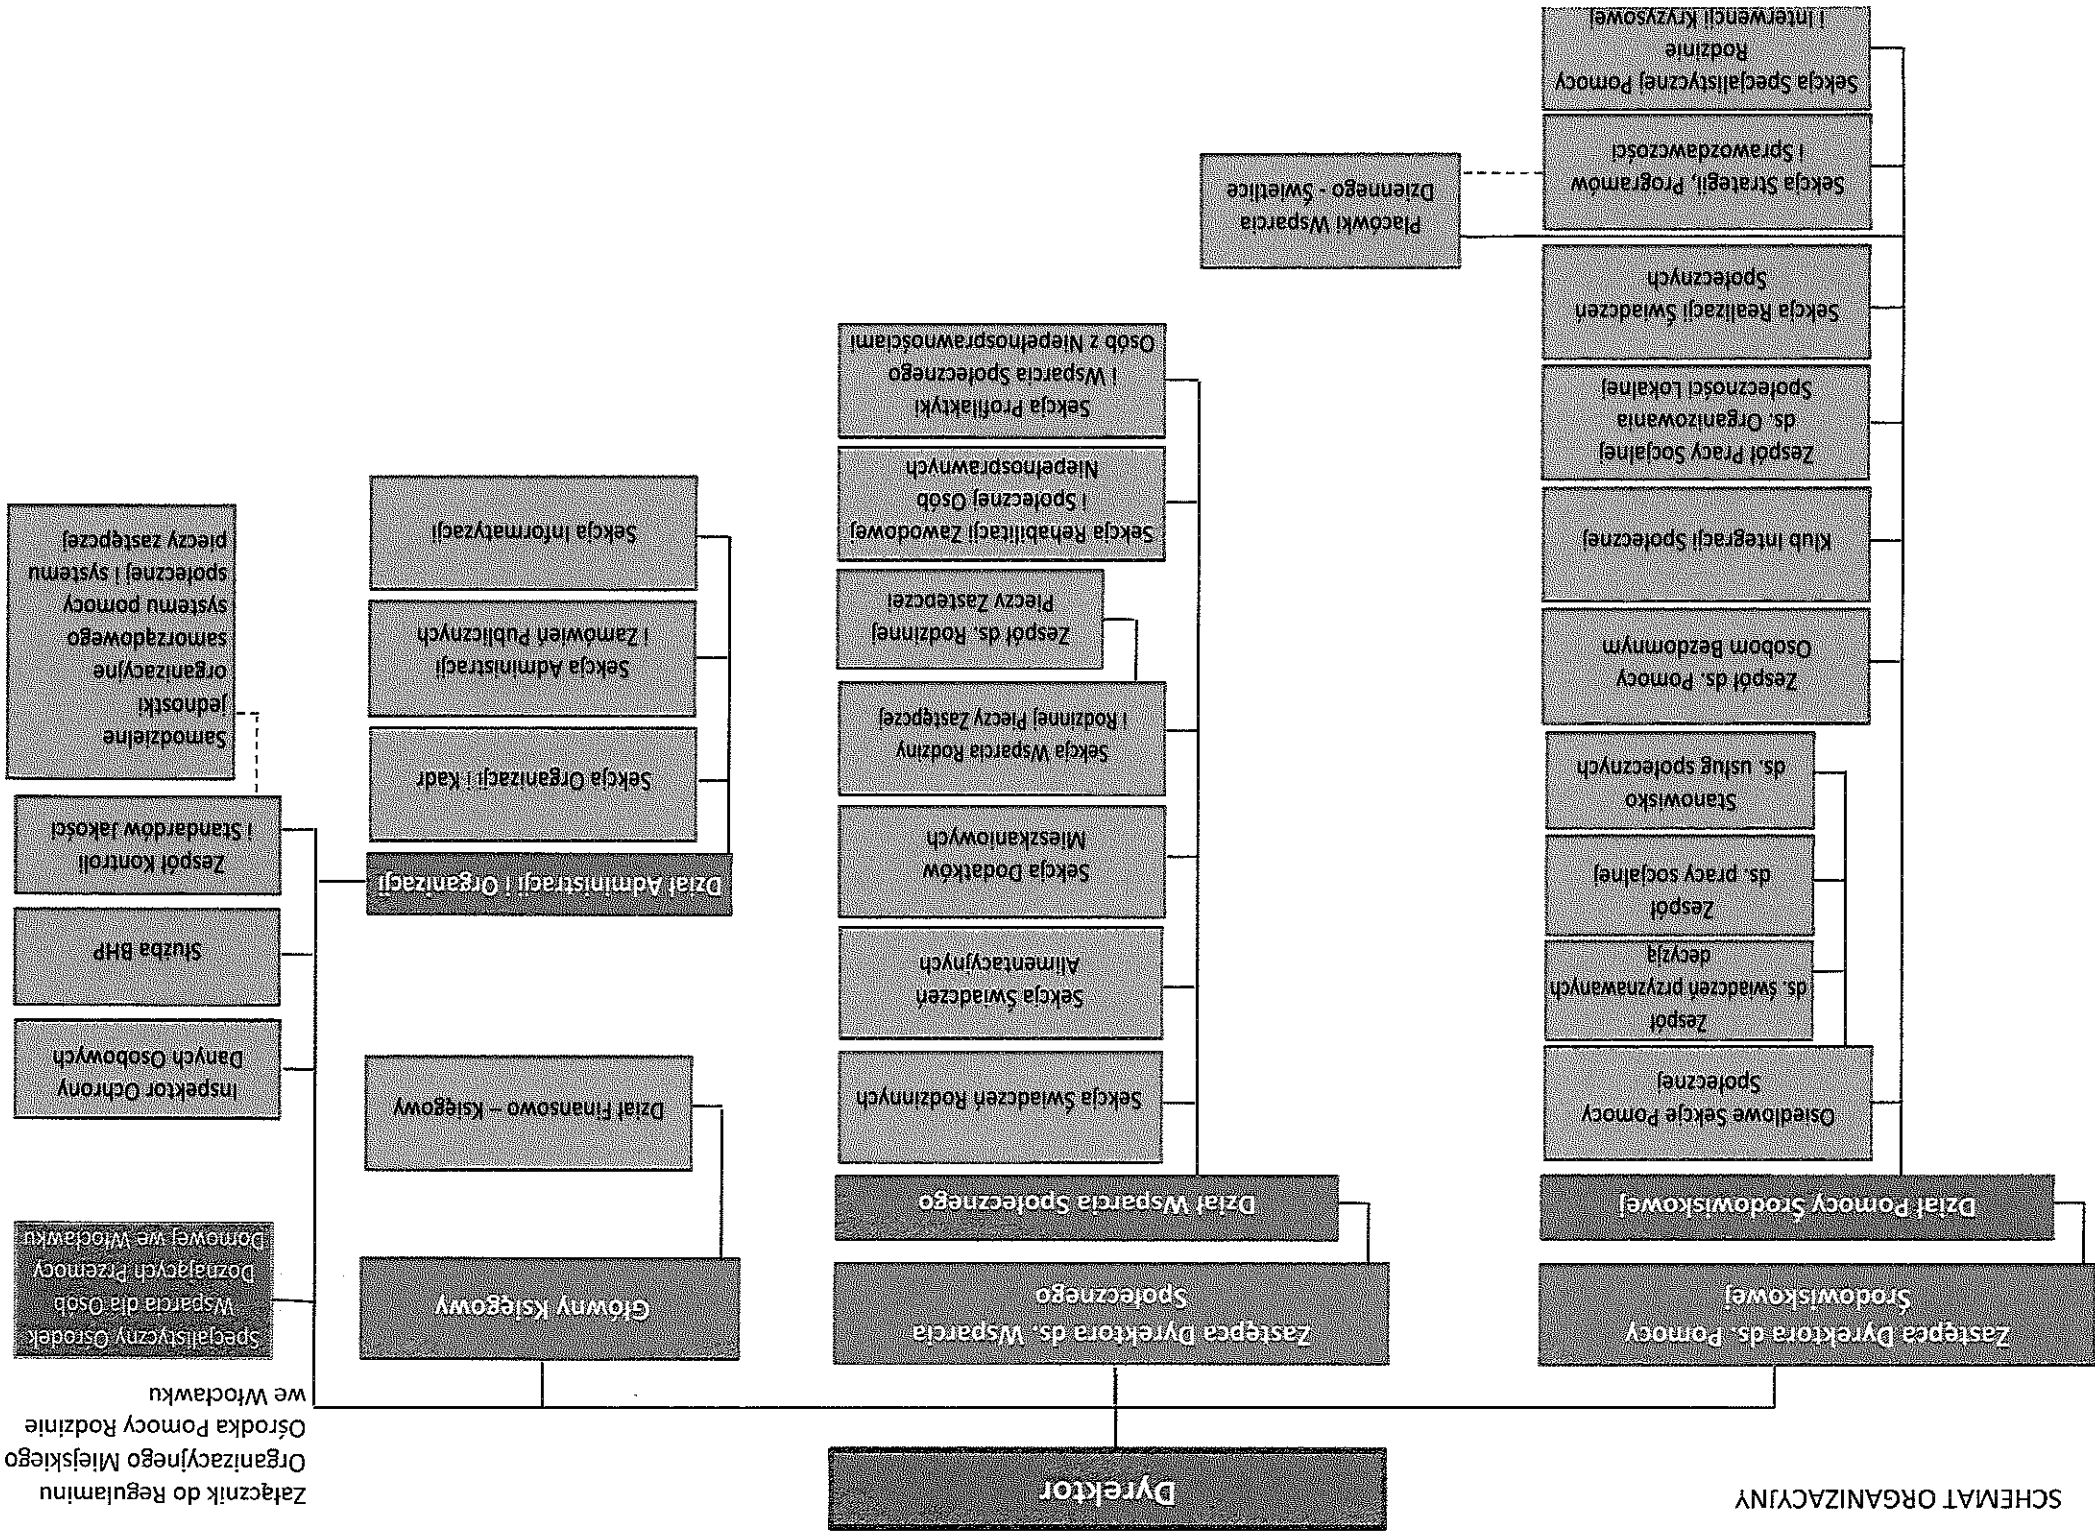 SCHEMAT ORGANIZACYJNY
Załącznik do Regulaminu
Organizacyjnego Miejskiego
Ośrodka Pomocy Rodzinie
we Włocławku
Dyrektor
Zastępca Dyrektora ds. Pomocy
Środowiskowej
Dział Pomocy Środowiskowej
Osiedlowe Sekcje Pomocy
Społecznej
Zespół
ds. świadczeń przyznawanych
decyzją
Zespół
ds. pracy socjalnej
Stanowisko
ds. usług społecznych
Zespół ds. Pomocy
Osobom Bezdomnym
Klub Integracji Społecznej
Zespół Pracy Socjalnej
ds. Organizowania
Społeczności Lokalnej
Sekcja Realizacji Świadczeń
Społecznych
Placówki Wsparcia
Dziennego - Świetlice
Sekcja Strategii, Programów
i Sprawozdawczości
Sekcja Specjalistycznej Pomocy
Rodzinie
i Interwencji Kryzysowej
Zastępca Dyrektora ds. Wsparcia
Społecznego
Dział Wsparcia Społecznego
Sekcja Świadczeń Rodzinnych
Sekcja Świadczeń
Alimentacyjnych
Sekcja Dodatków
Mieszkaniowych
Sekcja Wsparcia Rodziny
i Rodzinnej Pieczy Zastępczej
Zespół ds. Rodzinnej
Pieczy Zastępczej
Sekcja Rehabilitacji Zawodowej
i Społecznej Osób
Niepełnosprawnych
Sekcja Profilaktyki
i Wsparcia Społecznego
Osób z Niepełnosprawnościami
Główny Księgowy
Dział Finansowo – Księgowy
Dział Administracji i Organizacji
Sekcja Organizacji i Kadr
Sekcja Administracji
i Zamówień Publicznych
Sekcja Informatyzacji
Specjalistyczny Ośrodek
Wsparcia dla Osób
Doznających Przemocy
Domowej we Włocławku
Inspektor Ochrony
Danych Osobowych
Służba BHP
Zespół Kontroli
i Standardów Jakości
Samodzielne
jednostki
organizacyjne
samorządowego
systemu pomocy
społecznej i systemu
pieczy zastępczej